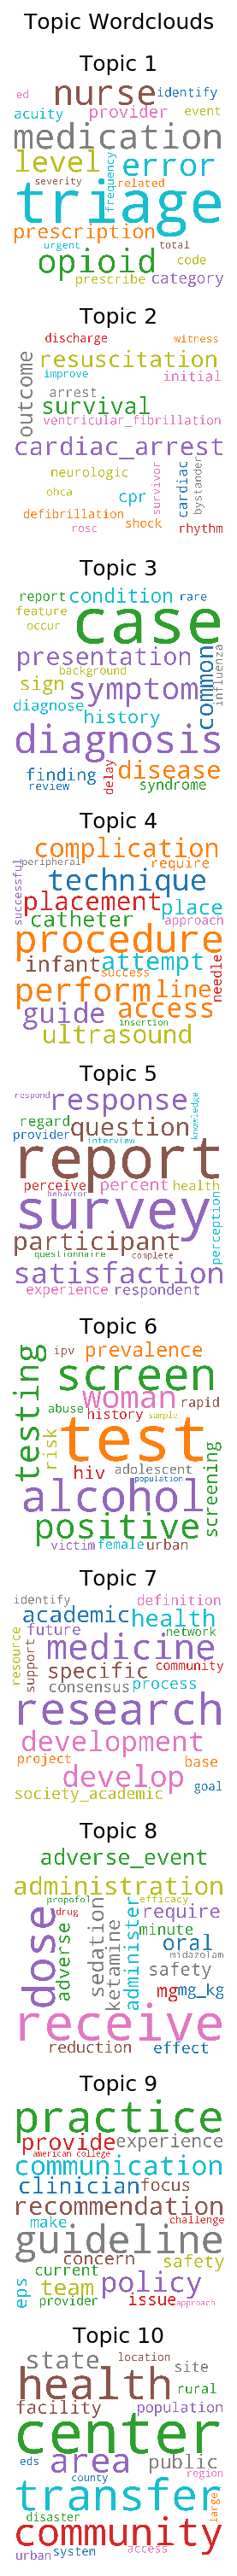 Topic Wordclouds
Topic 1
ed nurse identify
acuity provider event
medication
level frequency error
severity related
triage
prescription
urgent total
opioid code
prescribe category
Topic 2
discharge witness
outcome resuscitation
improve initial
arrest
survival
ventricular_fibrillation
cardiac_arrest
neurologic survivor cardiac bystander
ohca cpr
defibrillation shock
rosc rhythm
Topic 3
report condition rare
feature case
occur
presentation common influenza
background
sign symptom
diagnose history
diagnosis
finding delay disease
review syndrome
Topic 4
complication
peripheral require
successful technique
placement place
catheter approach
procedure
infant attempt
success needle
perform line
guide access
insertion
ultrasound
Topic 5
respond response knowledge
regard question
provider interview
report
perceive percent health
behavior
survey perception
participant
questionnaire complete
satisfaction
experience respondent
Topic 6
testing ipv prevalence
screen
woman rapid
abuse history sample
risk test
hiv adolescent screening
population
alcohol
positive
victim female urban
Topic 7
identify definition
academic health
future network
resource support medicine
specific community
consensus process
research
development
project base
develop goal
society_academic
Topic 8
adverse_event
administration
propofol efficacy
drug require
dose adverse sedation ketamine administer minute
oral
midazolam
safety
mg mg_kg
receive
reduction effect
Topic 9
practice
provide experience
american_college
communication
clinician focus
recommendation
make challenge
guideline
concern
current safety
eps team policy
provider issue approach
Topic 10
state location
site
health rural
facility population
center
eds area public
county region
transfer large
disaster
community
urban system access